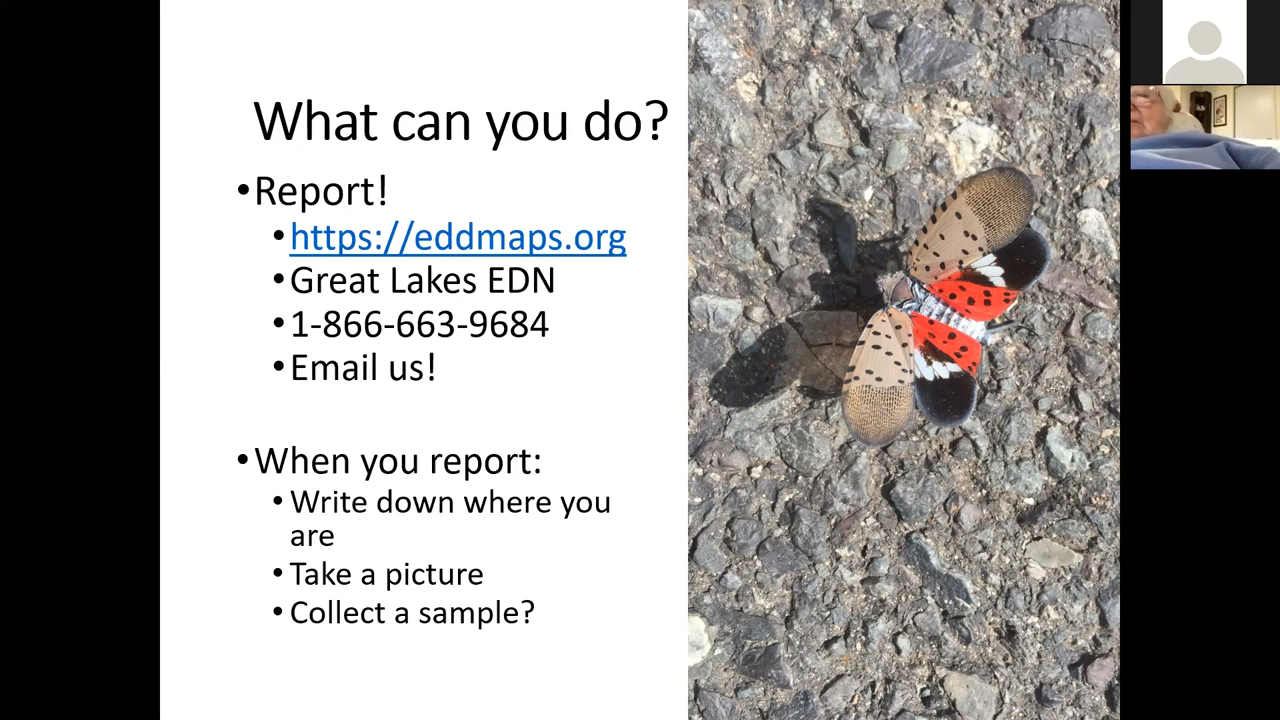 What can you do?
•Report!
•https://eddmaps.org
•Great Lakes EDN
•1-866-663-9684
•Email us!
•When you report:
•Write down where you
are
•Take a picture
•Collect a sample?